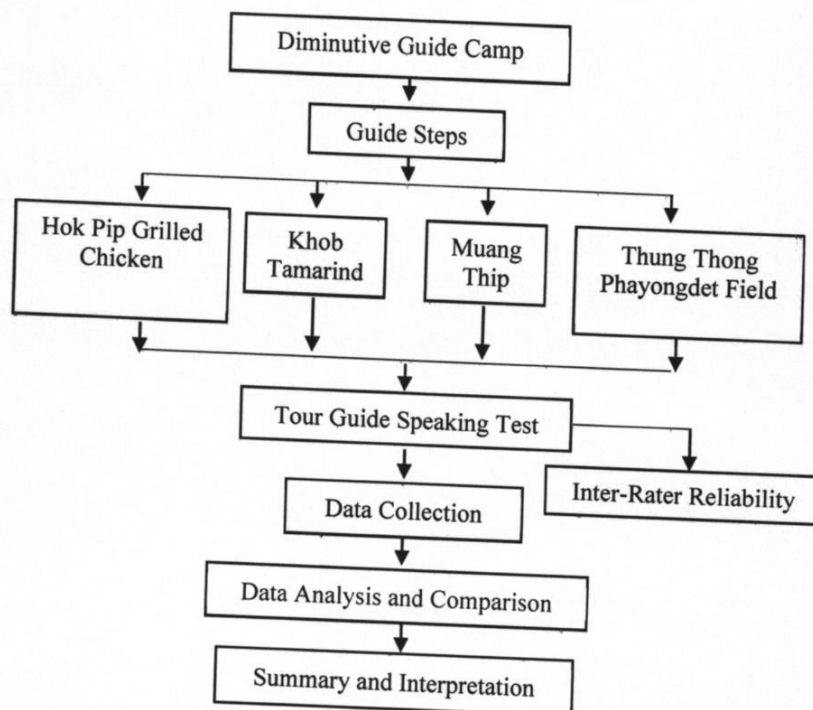 Diminutive Guide Camp
Guide Steps
Hok Pip Grilled
Chicken
Khob
Tamarind
Muang
Thip
Thung Thong
Phayongdet Field
Tour Guide Speaking Test
Inter-Rater Reliability
Data Collection
Data Analysis and Comparison
Summary and Interpretation